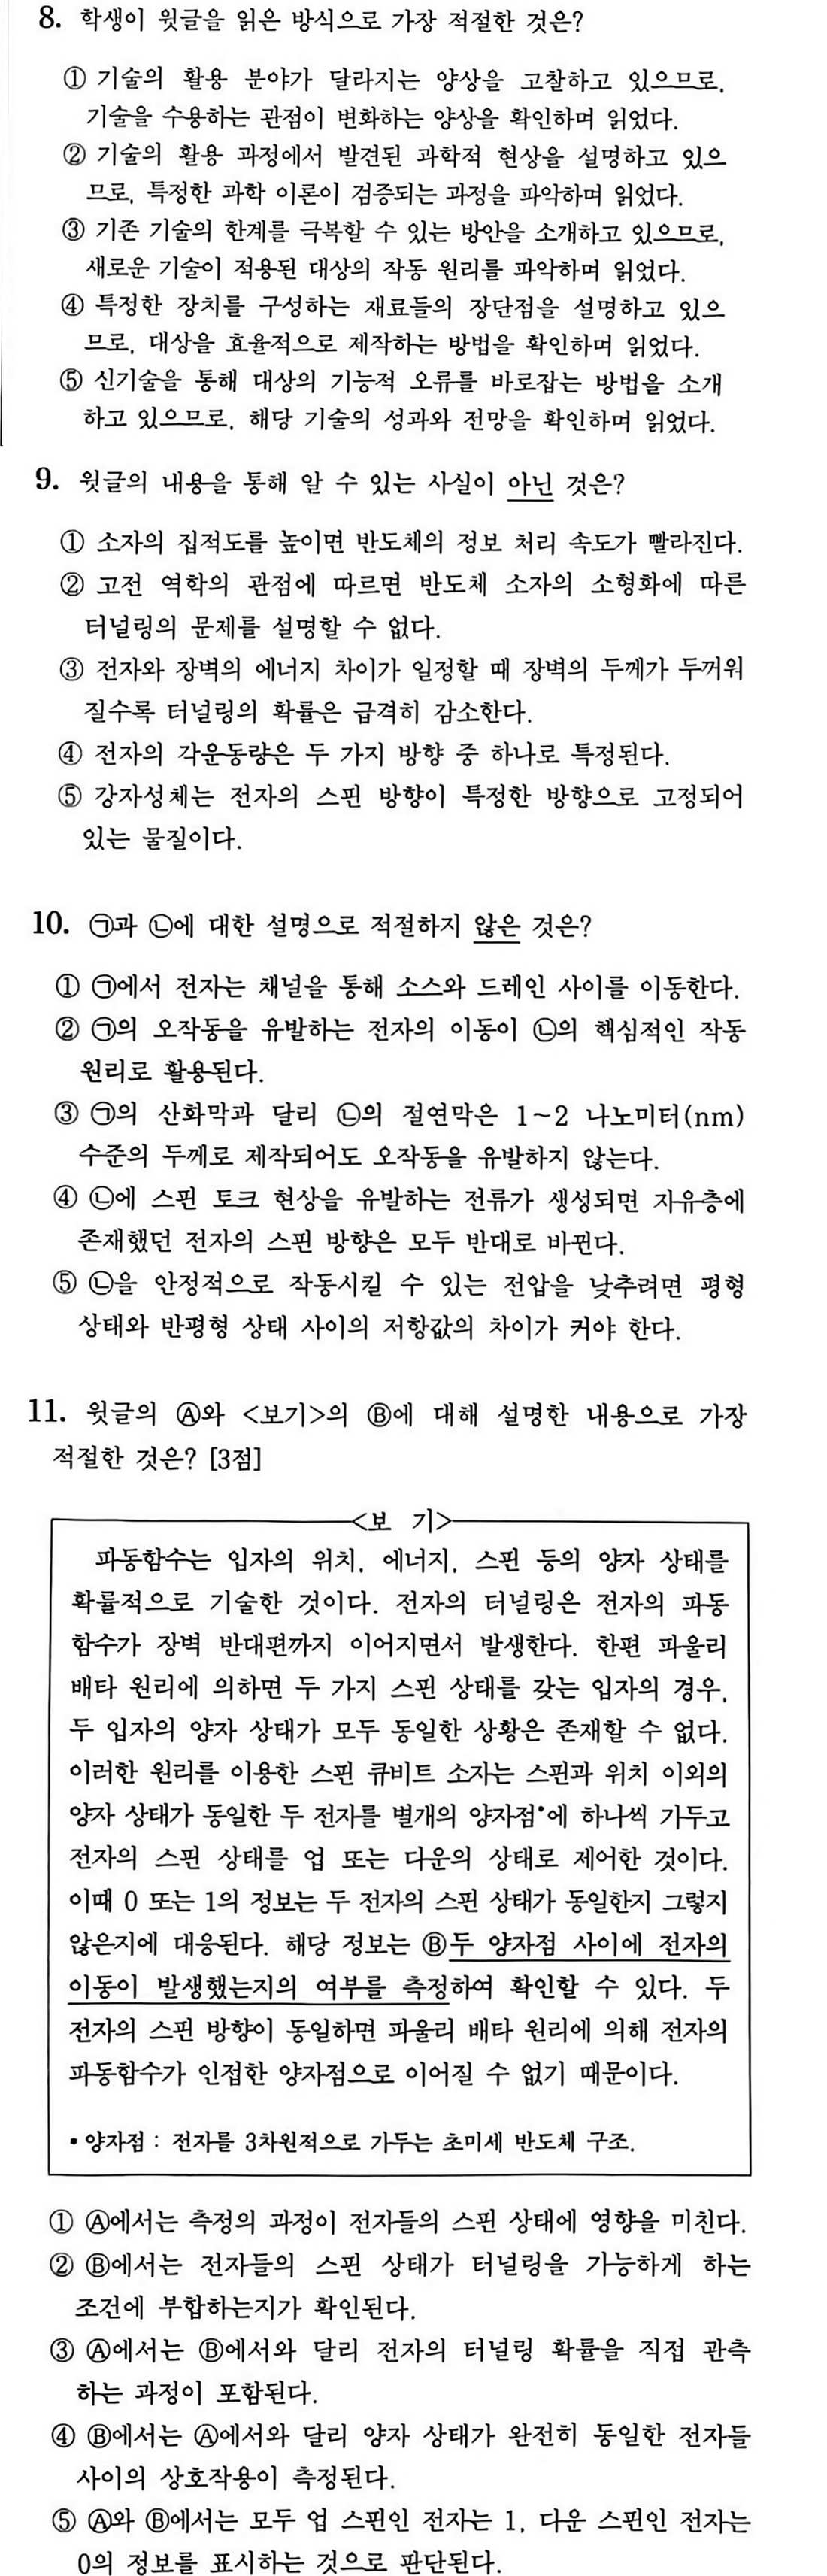 8. 학생이 윗글을 읽은 방식으로 가장 적절한 것은?
① 기술의 활용 분야가 달라지는 양상을 고찰하고 있으므로,
기술을 수용하는 관점이 변화하는 양상을 확인하며 읽었다.
② 기술의 활용 과정에서 발견된 과학적 현상을 설명하고 있으
므로, 특정한 과학 이론이 검증되는 과정을 파악하며 읽었다.
③ 기존 기술의 한계를 극복할 수 있는 방안을 소개하고 있으므로,
새로운 기술이 적용된 대상의 작동 원리를 파악하며 읽었다.
④ 특정한 장치를 구성하는 재료들의 장단점을 설명하고 있으
므로, 대상을 효율적으로 제작하는 방법을 확인하며 읽었다.
⑤ 신기술을 통해 대상의 기능적 오류를 바로잡는 방법을 소개
하고 있으므로, 해당 기술의 성과와 전망을 확인하며 읽었다.
9. 윗글의 내용을 통해 알 수 있는 사실이 아닌 것은?
① 소자의 집적도를 높이면 반도체의 정보 처리 속도가 빨라진다.
② 고전 역학의 관점에 따르면 반도체 소자의 소형화에 따른
터널링의 문제를 설명할 수 없다.
③ 전자와 장벽의 에너지 차이가 일정할 때 장벽의 두께가 두꺼워
질수록 터널링의 확률은 급격히 감소한다.
④ 전자의 각운동량은 두 가지 방향 중 하나로 특정된다.
⑤ 강자성체는 전자의 스핀 방향이 특정한 방향으로 고정되어
있는 물질이다.
10. ㉠과 ㉡에 대한 설명으로 적절하지 않은 것은?
① ㉠에서 전자는 채널을 통해 소스와 드레인 사이를 이동한다.
② ㉠의 오작동을 유발하는 전자의 이동이 ㉡의 핵심적인 작동
원리로 활용된다.
③ ㉠의 산화막과 달리 ㉡의 절연막은 1~2 나노미터(nm)
수준의 두께로 제작되어도 오작동을 유발하지 않는다.
④ ㉡에 스핀 토크 현상을 유발하는 전류가 생성되면 자유층에
존재했던 전자의 스핀 방향은 모두 반대로 바뀐다.
⑤ ㉡을 안정적으로 작동시킬 수 있는 전압을 낮추려면 평형
상태와 반평형 상태 사이의 저항값의 차이가 커야 한다.
11. 윗글의 Ⓐ와 <보기>의 Ⓑ에 대해 설명한 내용으로 가장
적절한 것은? [3점]
<보 기>
파동함수는 입자의 위치, 에너지, 스핀 등의 양자 상태를
확률적으로 기술한 것이다. 전자의 터널링은 전자의 파동
함수가 장벽 반대편까지 이어지면서 발생한다. 한편 파울리
배타 원리에 의하면 두 가지 스핀 상태를 갖는 입자의 경우,
두 입자의 양자 상태가 모두 동일한 상황은 존재할 수 없다.
이러한 원리를 이용한 스핀 큐비트 소자는 스핀과 위치 이외의
양자 상태가 동일한 두 전자를 별개의 양자점•에 하나씩 가두고
전자의 스핀 상태를 업 또는 다운의 상태로 제어한 것이다.
이때 0 또는 1의 정보는 두 전자의 스핀 상태가 동일한지 그렇지
않은지에 대응된다. 해당 정보는 Ⓑ두 양자점 사이에 전자의
이동이 발생했는지의 여부를 측정하여 확인할 수 있다. 두
전자의 스핀 방향이 동일하면 파울리 배타 원리에 의해 전자의
파동함수가 인접한 양자점으로 이어질 수 없기 때문이다.
• 양자점 : 전자를 3차원적으로 가두는 초미세 반도체 구조.
① Ⓐ에서는 측정의 과정이 전자들의 스핀 상태에 영향을 미친다.
② Ⓑ에서는 전자들의 스핀 상태가 터널링을 가능하게 하는
조건에 부합하는지가 확인된다.
③ Ⓐ에서는 Ⓑ에서와 달리 전자의 터널링 확률을 직접 관측
하는 과정이 포함된다.
④ Ⓑ에서는 Ⓐ에서와 달리 양자 상태가 완전히 동일한 전자들
사이의 상호작용이 측정된다.
⑤ Ⓐ와 Ⓑ에서는 모두 업 스핀인 전자는 1, 다운 스핀인 전자는
0의 정보를 표시하는 것으로 판단된다.